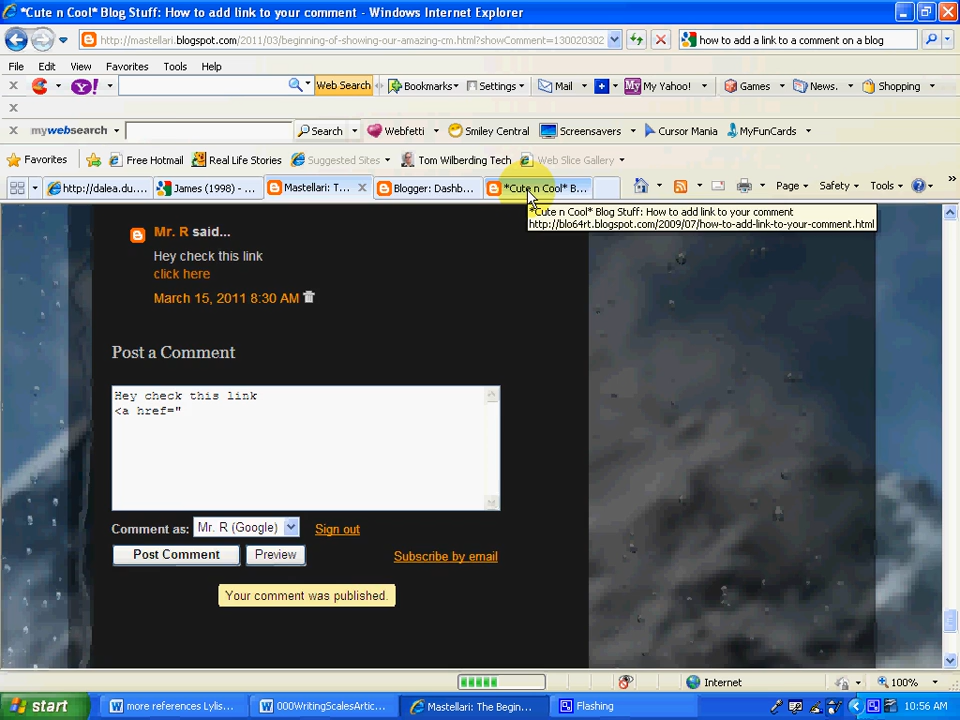 *Cute n Cool* Blog Stuff: How to add link to your comment - Windows Internet Explorer
http://mastellari.blogspot.com/2011/03/beginning-of-showing-our-amazing-cm.html?showComment=130020302
how to add a link to a comment on a blog
File Edit View Favorites Tools Help
Web Search Bookmarks Settings Mail My Yahoo! Games News. Shopping
mywebsearch Search Webfetti Smiley Central Screensavers Cursor Mania MyFunCards
Favorites Free Hotmail Real Life Stories Suggested Sites Tom Wilberding Tech Web Slice Gallery
http://dalea.du.... James (1998) - ... Mastellari: T... Blogger: Dashb... *Cute n Cool* B... Page Safety Tools
*Cute n Cool* Blog Stuff: How to add link to your comment
http://blo64rt.blogspot.com/2009/07/how-to-add-link-to-your-comment.html
Mr. R said...
Hey check this link
click here
March 15, 2011 8:30 AM
Post a Comment
Hey check this link
<a href="
Comment as: Mr. R (Google) Sign out
Post Comment Preview Subscribe by email
Your comment was published.
Internet 100%
start more references Lylis... 000WritingScalesArtic... Mastellari: The Begin... Flashing 10:56 AM